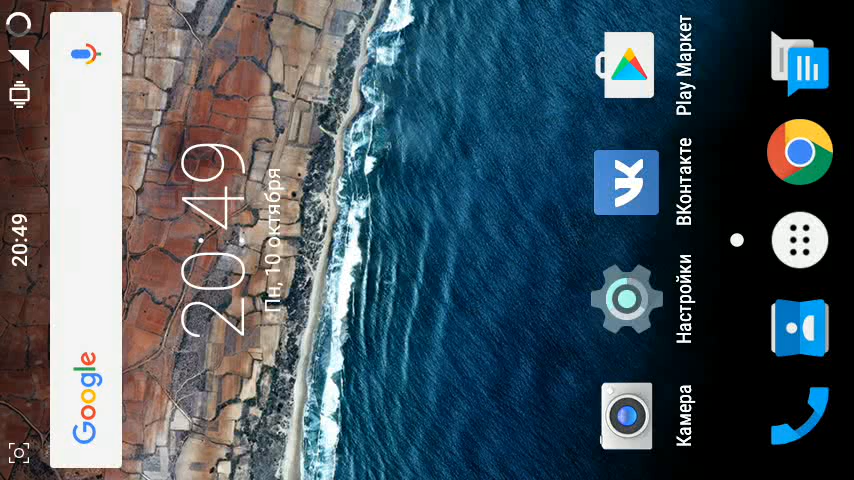 20:49
Google
20:49
Пн, 10 октября
Камера
Настройки
ВКонтакте
Play Маркет